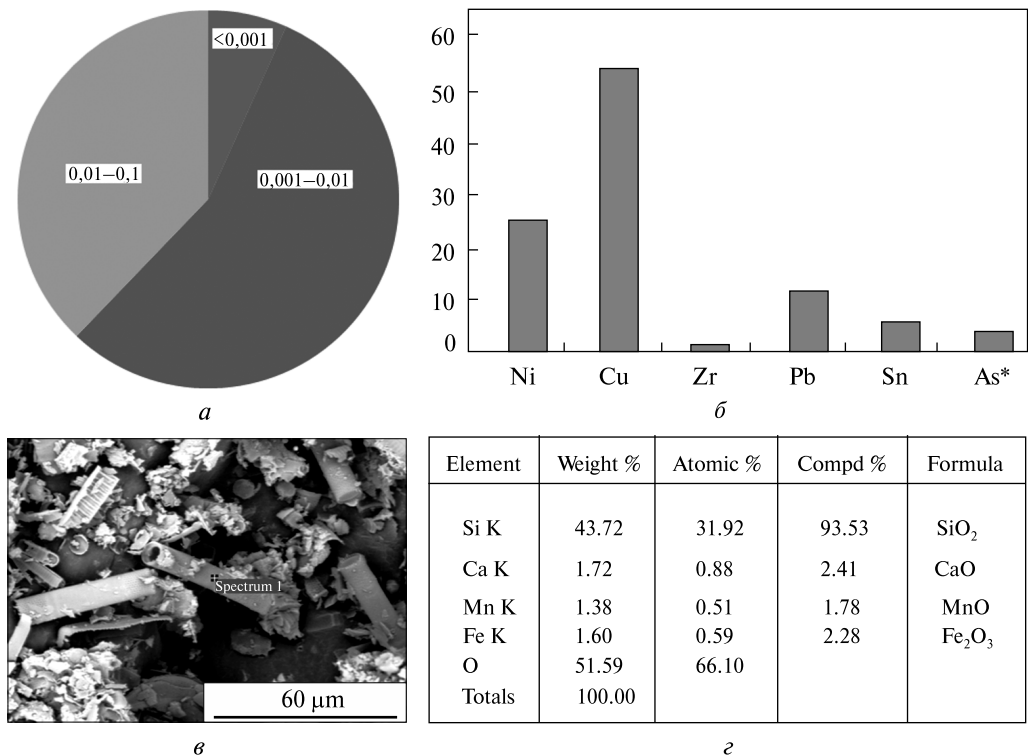 <0,001
0,01–0,1
0,001–0,01
а
60
50
40
30
20
10
0
Ni Cu Zr Pb Sn As*
б
Spectrum 1
60 µm
в
Element Weight % Atomic % Compd % Formula
Si K 43.72 31.92 93.53 SiO₂
Ca K 1.72 0.88 2.41 CaO
Mn K 1.38 0.51 1.78 MnO
Fe K 1.60 0.59 2.28 Fe₂O₃
O 51.59 66.10
Totals 100.00
г